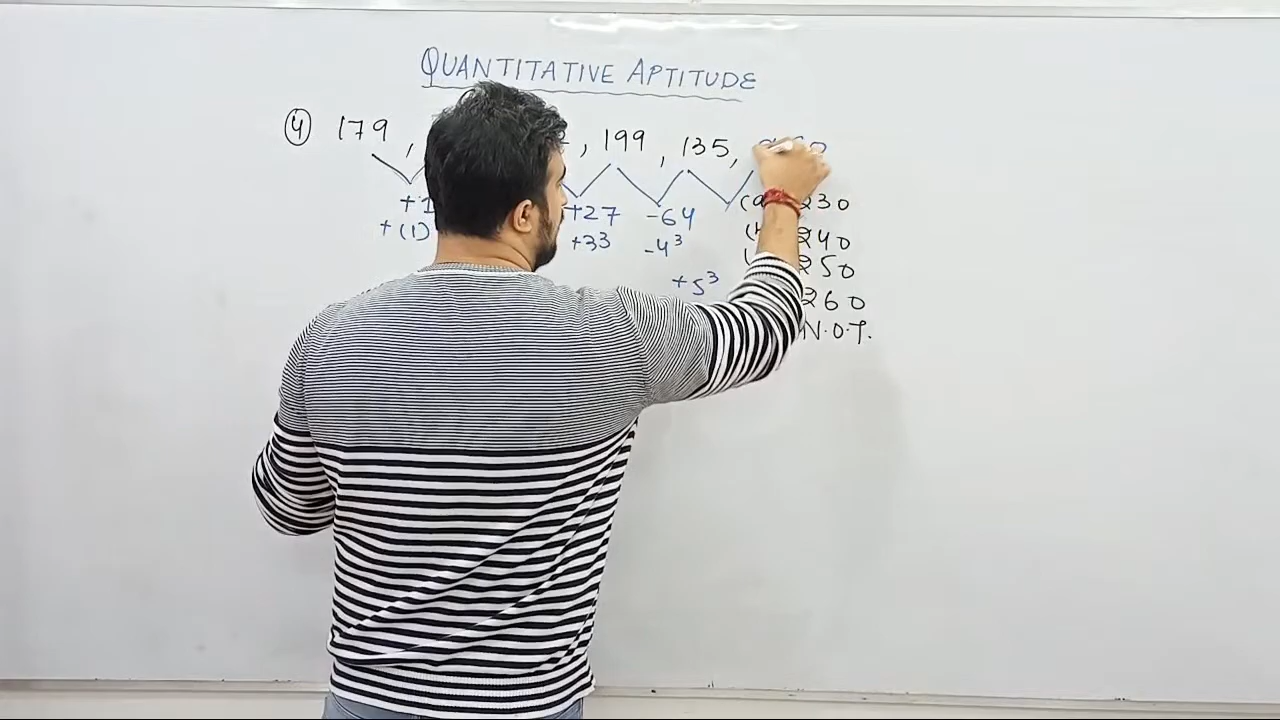 QUANTITATIVE APTITUDE
④ 179, 199, 135,
+27 -64
+(1) +3³ -4³
+5³
230
240
250
260
N.O.T.